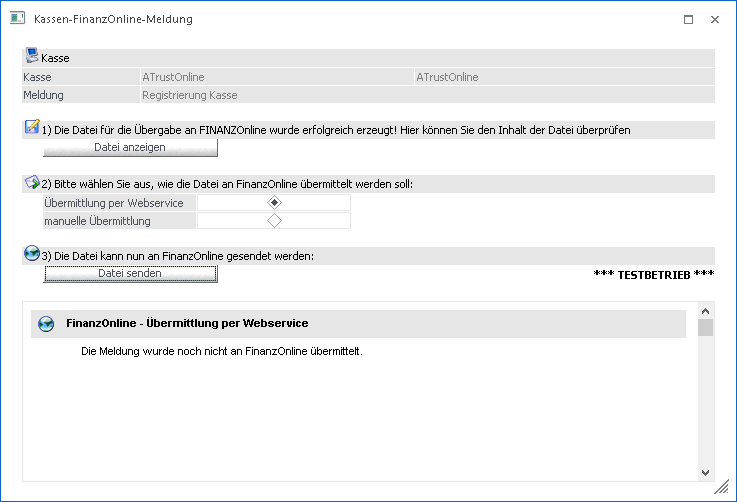 Kassen-FinanzOnline-Meldung
Kasse
Kasse ATrustOnline ATrustOnline
Meldung Registrierung Kasse
1) Die Datei für die Übergabe an FINANZOnline wurde erfolgreich erzeugt! Hier können Sie den Inhalt der Datei überprüfen
Datei anzeigen
2) Bitte wählen Sie aus, wie die Datei an FinanzOnline übermittelt werden soll:
Übermittlung per Webservice
manuelle Übermittlung
3) Die Datei kann nun an FinanzOnline gesendet werden:
Datei senden *** TESTBETRIEB ***
FinanzOnline - Übermittlung per Webservice
Die Meldung wurde noch nicht an FinanzOnline übermittelt.